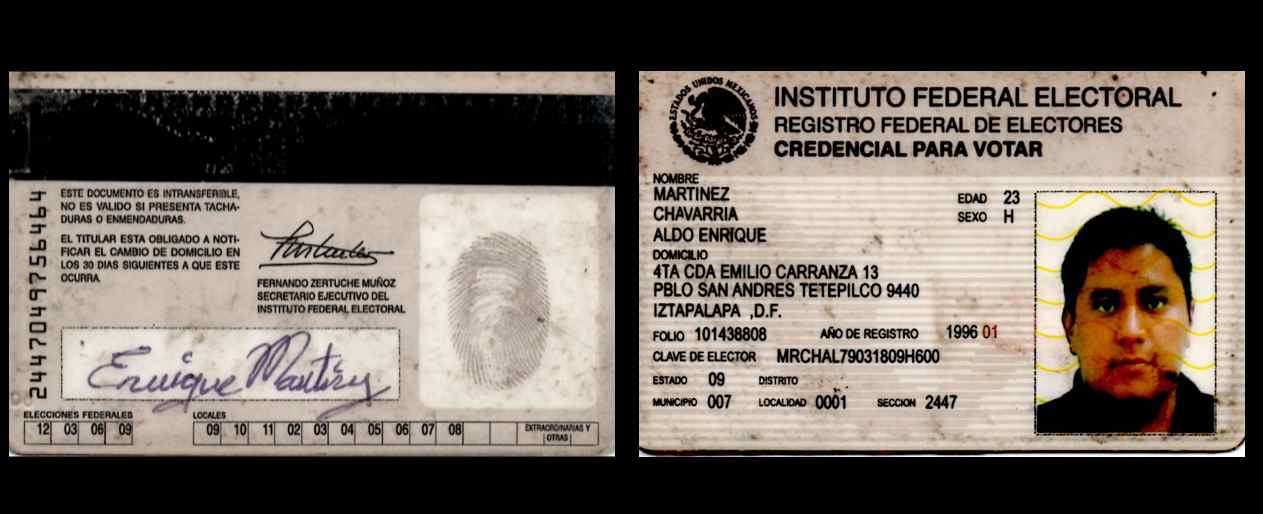 2447049756464
ESTE DOCUMENTO ES INTRANSFERIBLE,
NO ES VALIDO SI PRESENTA TACHA-
DURAS O ENMENDADURAS.
EL TITULAR ESTA OBLIGADO A NOTI-
FICAR EL CAMBIO DE DOMICILIO EN
LOS 30 DIAS SIGUIENTES A QUE ESTE
OCURRA.
FERNANDO ZERTUCHE MUÑOZ
SECRETARIO EJECUTIVO DEL
INSTITUTO FEDERAL ELECTORAL
Enrique Martinez
ELECCIONES FEDERALES
12 03 06 09
LOCALES
09 10 11 02 03 04 05 06 07 08
EXTRAORDINARIAS Y
OTRAS
ESTADOS UNIDOS MEXICANOS
INSTITUTO FEDERAL ELECTORAL
REGISTRO FEDERAL DE ELECTORES
CREDENCIAL PARA VOTAR
NOMBRE
MARTINEZ
CHAVARRIA
ALDO ENRIQUE
EDAD 23
SEXO H
DOMICILIO
4TA CDA EMILIO CARRANZA 13
PBLO SAN ANDRES TETEPILCO 9440
IZTAPALAPA ,D.F.
FOLIO 101438808 AÑO DE REGISTRO 1996 01
CLAVE DE ELECTOR MRCHAL79031809H600
ESTADO 09 DISTRITO
MUNICIPIO 007 LOCALIDAD 0001 SECCION 2447